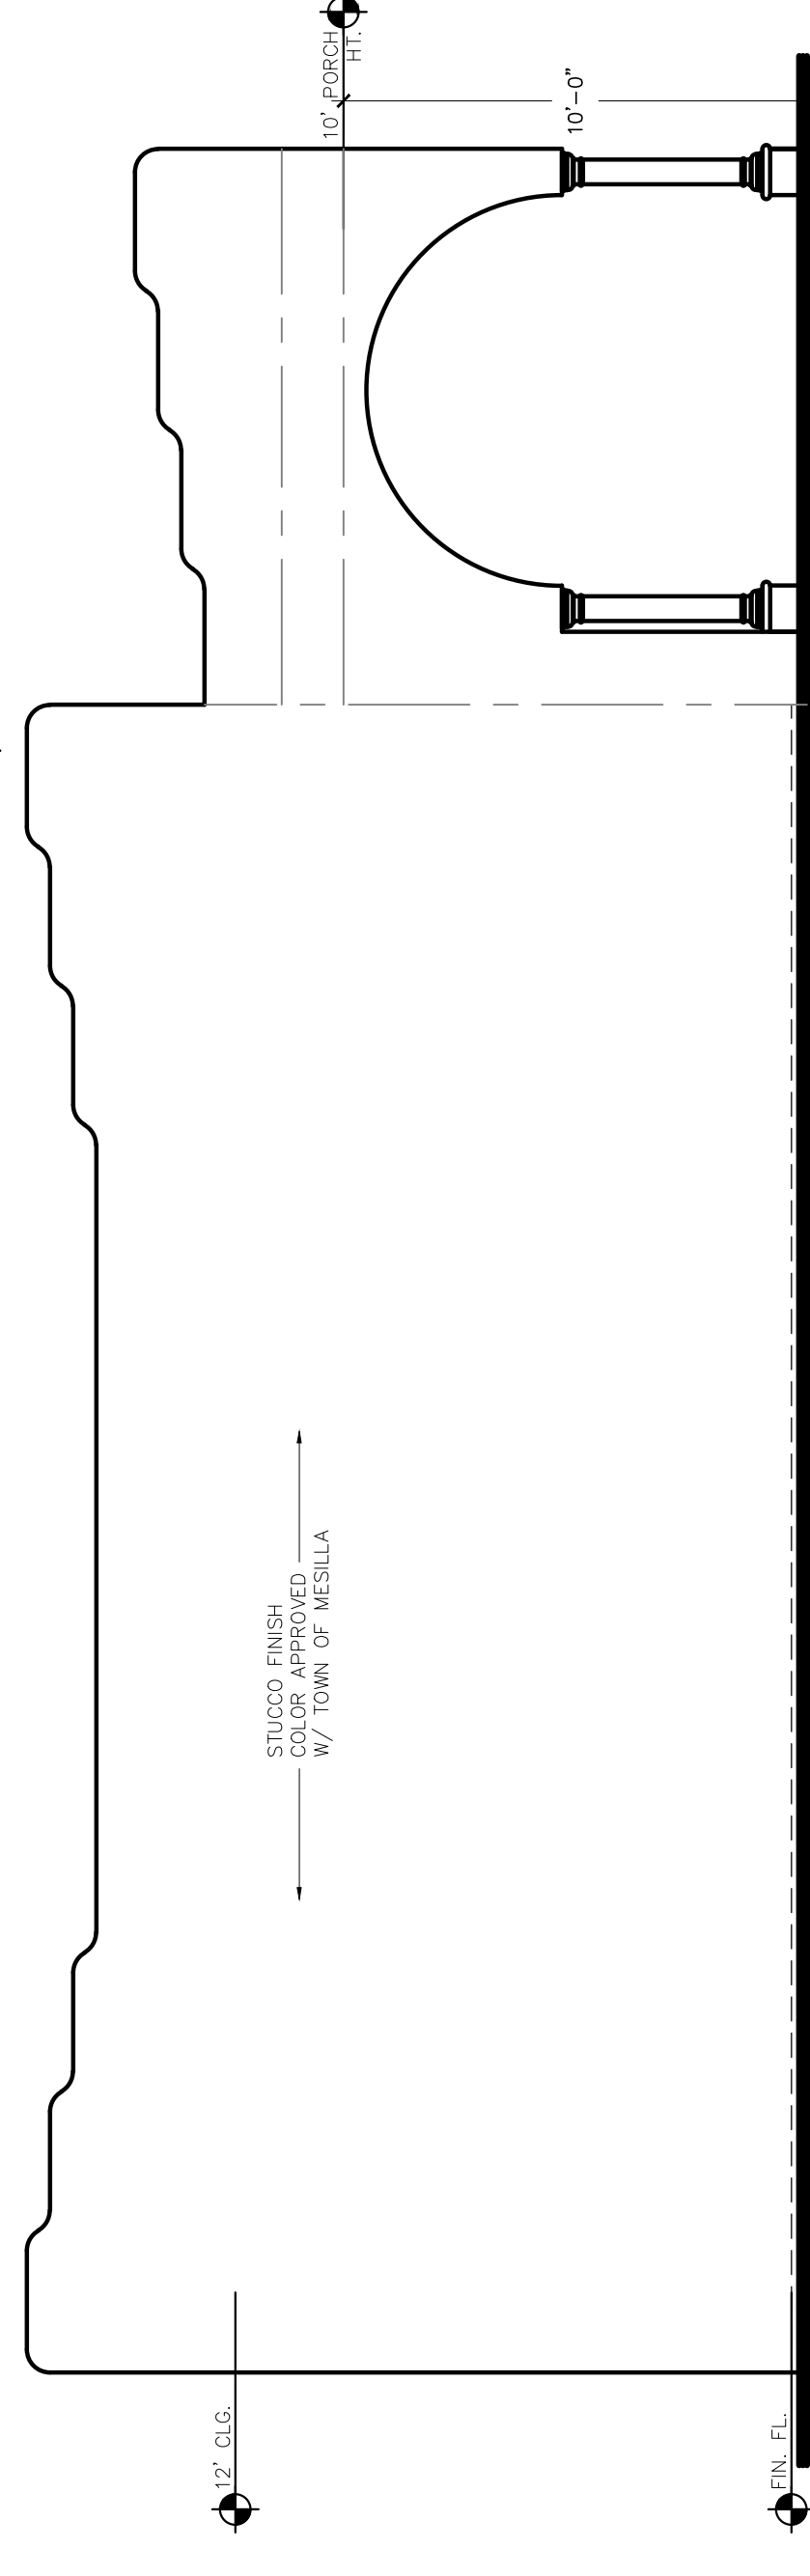 10' PORCH
HT.
10'-0"
STUCCO FINISH
COLOR APPROVED
W/ TOWN OF MESILLA
12' CLG.
FIN. FL.